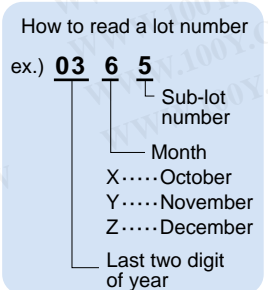 How to read a lot number
ex.) 03 6 5
Sub-lot
number
Month
X·····October
Y·····November
Z·····December
Last two digit
of year